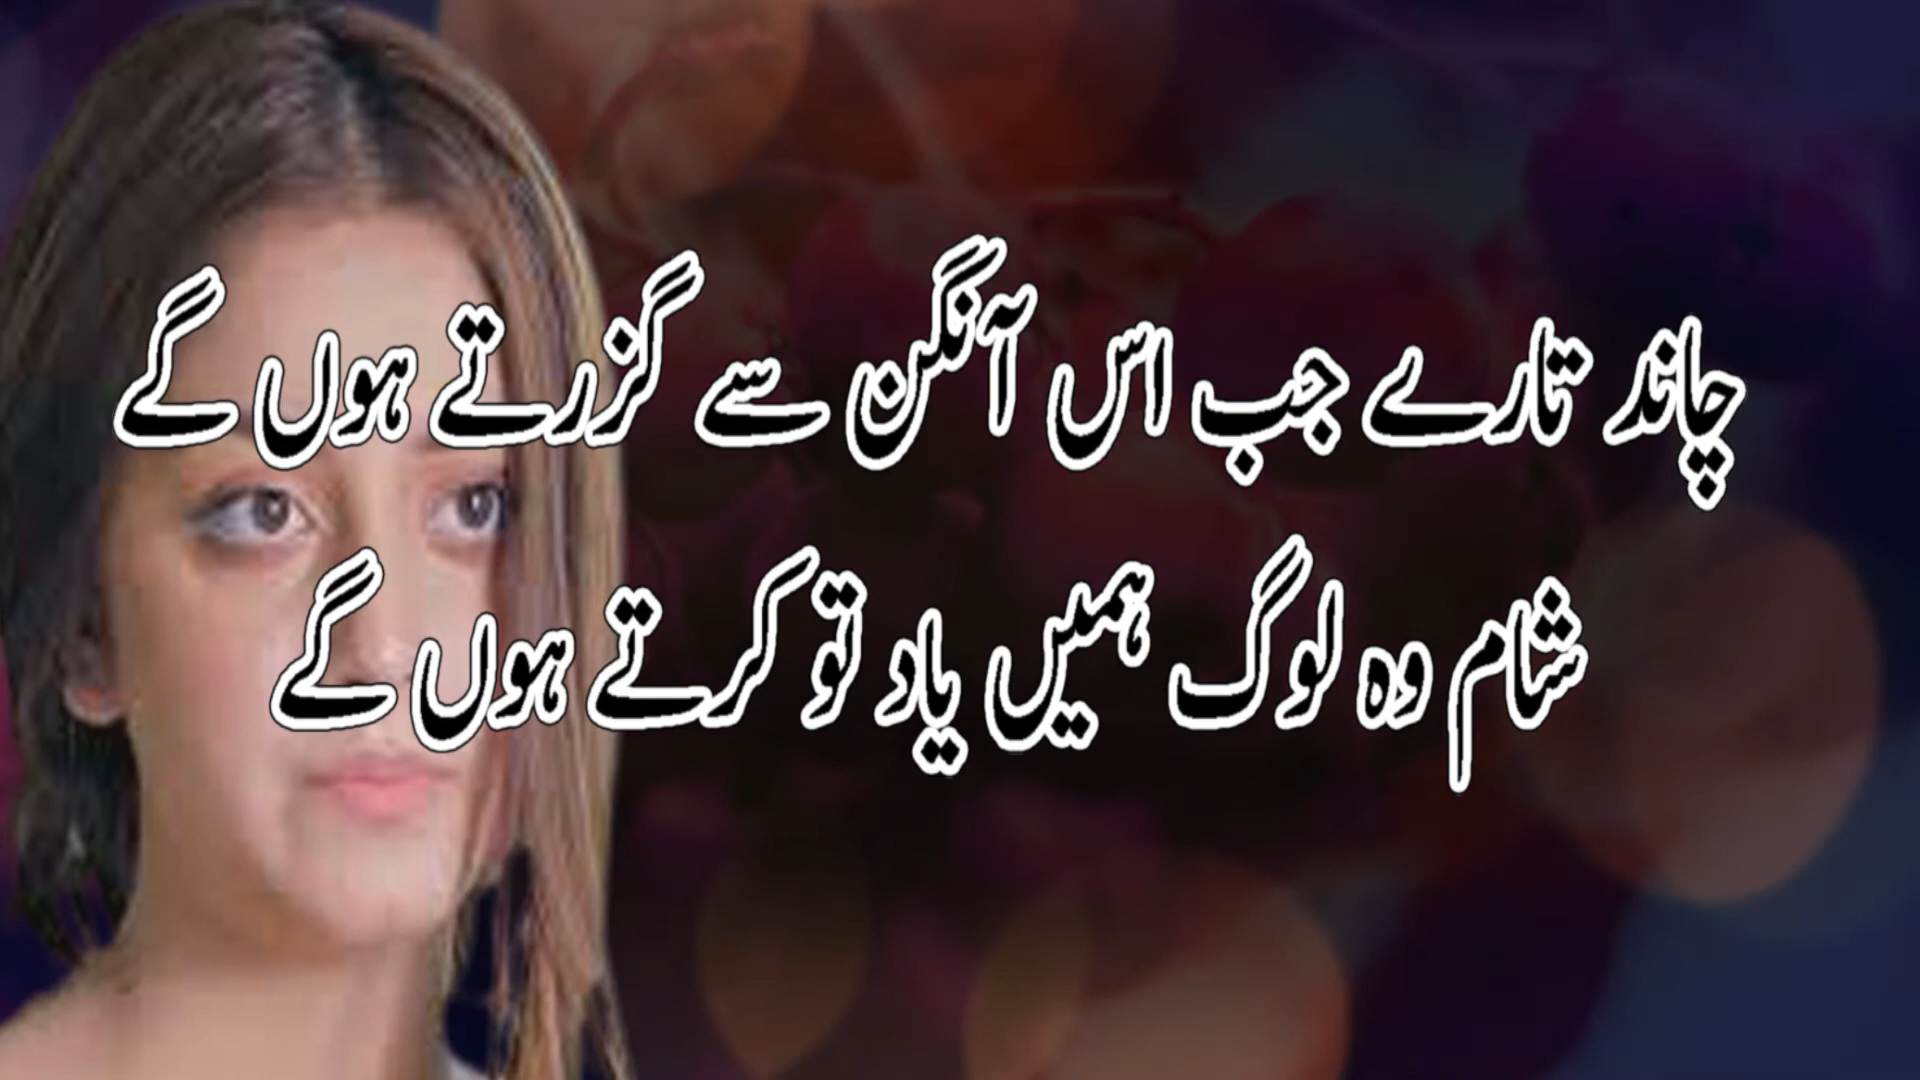 چاند تارے جب اس آنگن سے گزرتے ہوں گے
شام وہ لوگ ہمیں یاد تو کرتے ہوں گے